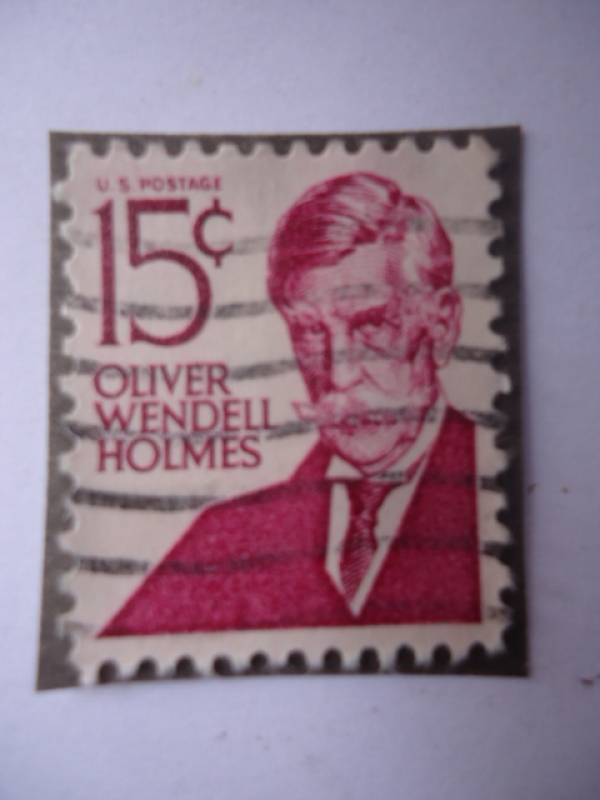 U.S. POSTAGE
15¢
OLIVER
WENDELL
HOLMES